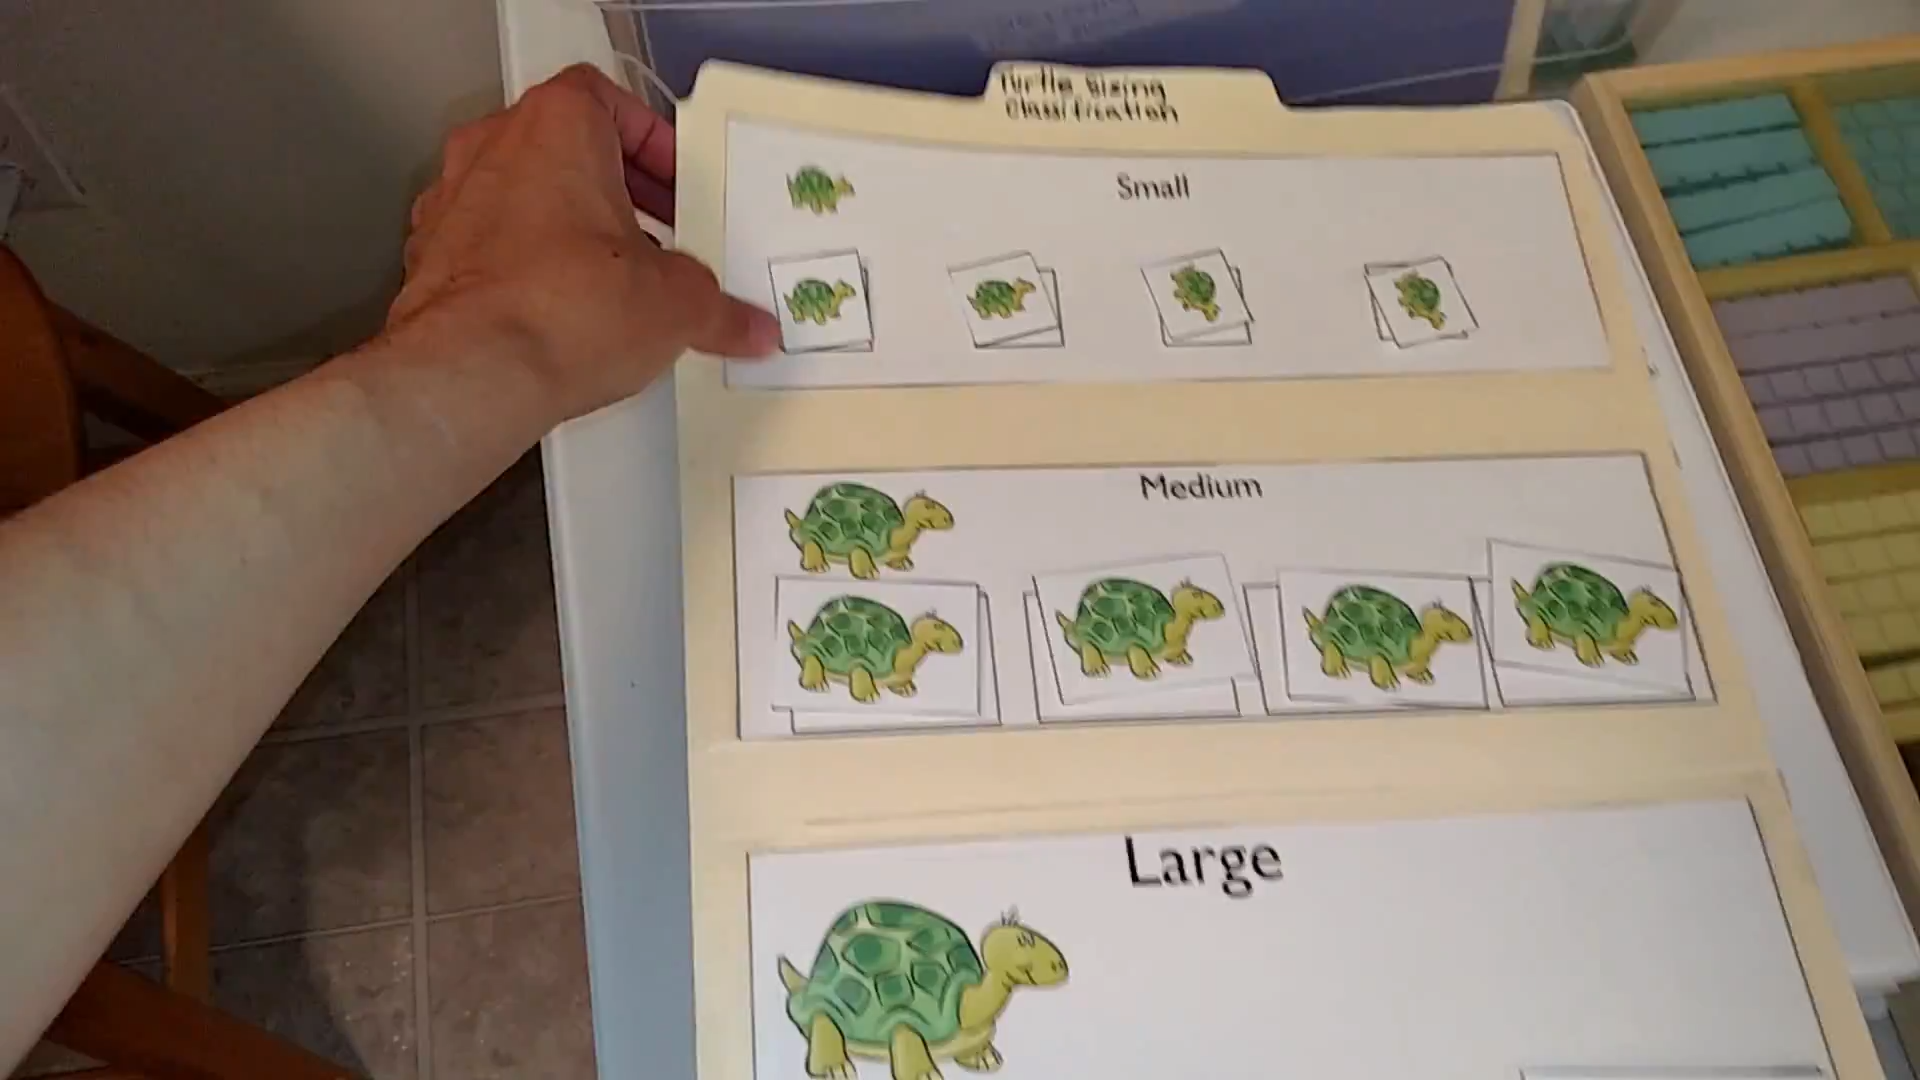 Turtle Sizing
Classification
Small
Medium
Large